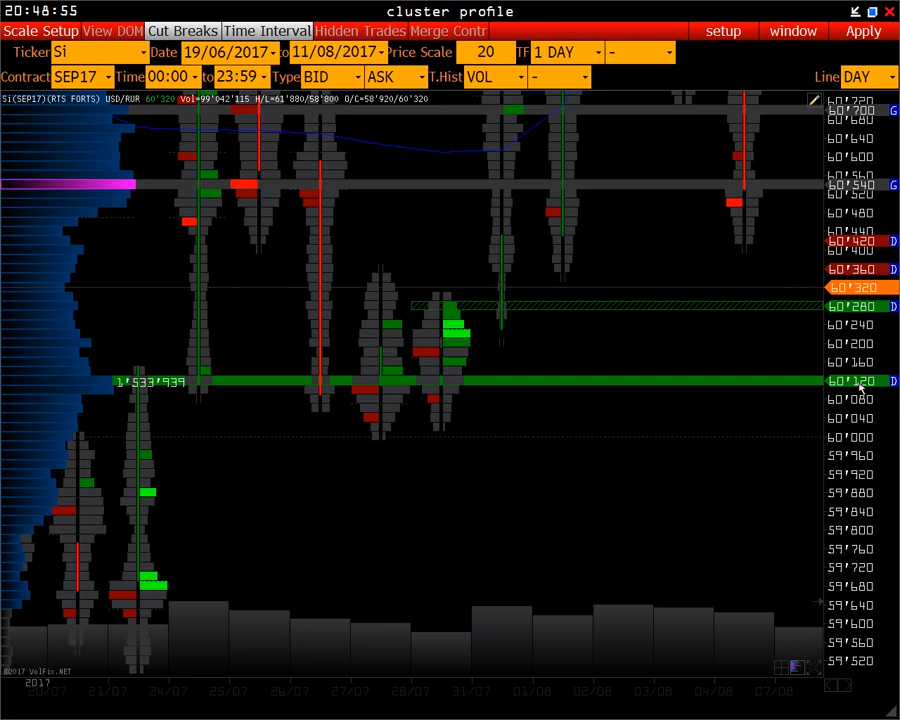 20:48:55 cluster profile
Scale Setup View DOM Cut Breaks Time Interval Hidden Trades Merge Contr setup window Apply
Ticker Si Date 19/06/2017 to 11/08/2017 Price Scale 20 TF 1 DAY -
Contract SEP17 Time 00:00 to 23:59 Type BID ASK T.Hist VOL - Line DAY
Si(SEP17)(RTS FORTS) USD/RUR 60'320 Vol=99'042'115 H/L=61'880/58'800 O/C=58'920/60'320
60'720
60'700 G
60'680
60'640
60'600
60'560
60'540 G
60'520
60'480
60'440
60'420 D
60'400
60'360 D
60'320
60'280 D
60'240
60'200
60'160
1'533'939 60'120 D
60'080
60'040
60'000
59'960
59'920
59'880
59'840
59'800
59'760
59'720
59'680
59'640
59'600
59'560
59'520
©2017 VolFix.NET
2017
20/07 21/07 24/07 25/07 26/07 27/07 28/07 31/07 01/08 02/08 03/08 04/08 07/08